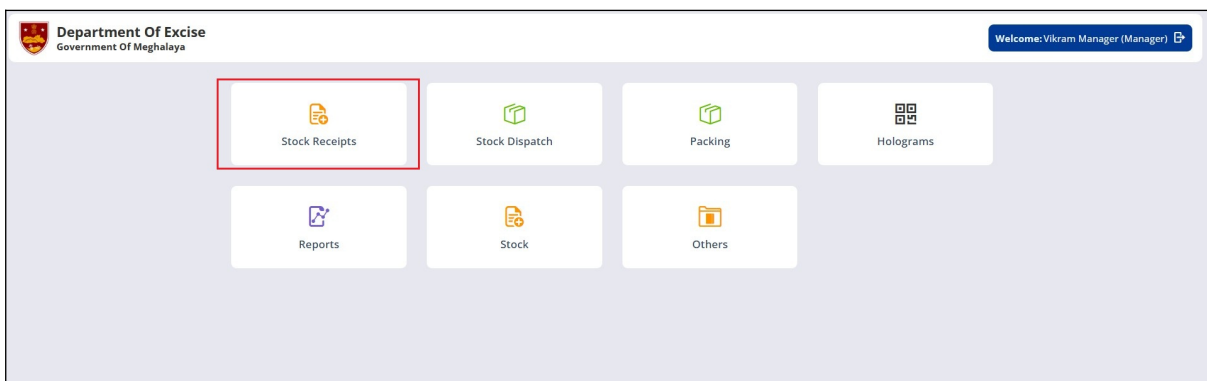 Department Of Excise
Government Of Meghalaya
Welcome: Vikram Manager (Manager)
Stock Receipts
Stock Dispatch
Packing
Holograms
Reports
Stock
Others